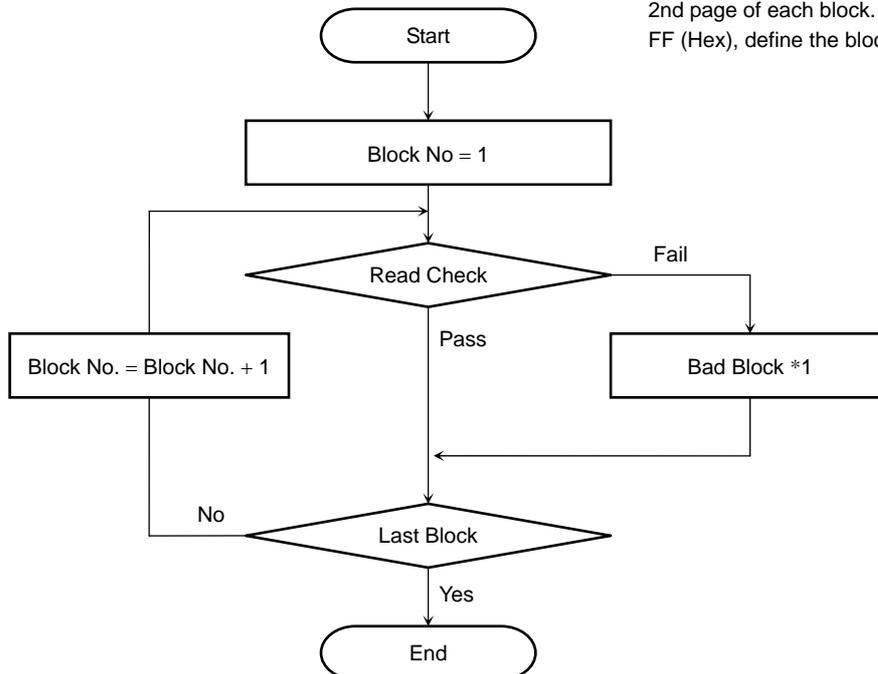 2nd page of each block.
FF (Hex), define the
Start
Block No = 1
Read Check
Fail
Pass
Block No. = Block No. + 1
Bad Block *1
No
Last Block
Yes
End